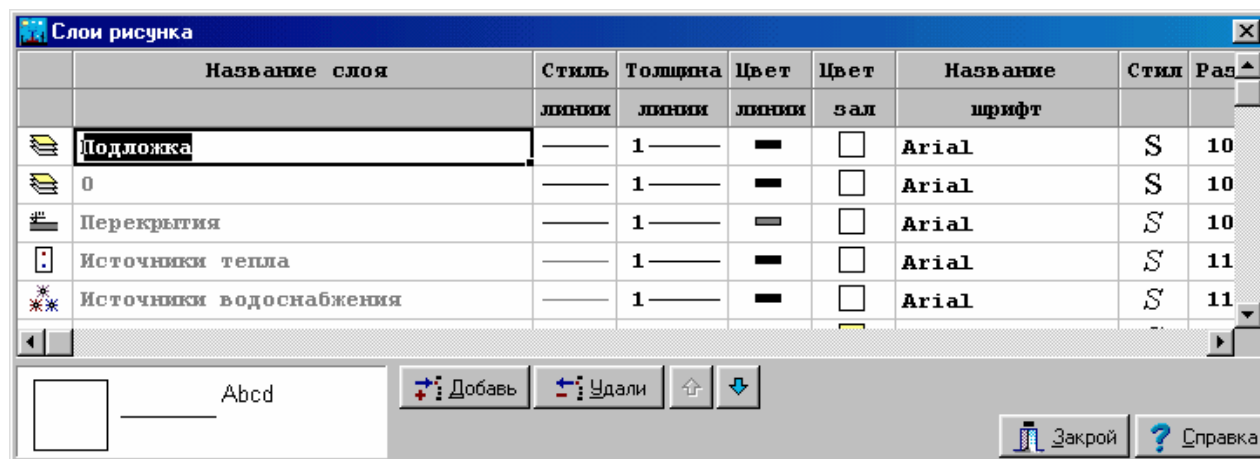 Слои рисунка
Название слоя Стиль Толщина Цвет Цвет Название Стил Раз
линии линии линии зал шрифт
Подложка 1 Arial S 10
0 1 Arial S 10
Перекрытия 1 Arial S 10
Источники тепла 1 Arial S 11
Источники водоснабжения 1 Arial S 11
Abcd
Добавь Удали
Закрой Справка